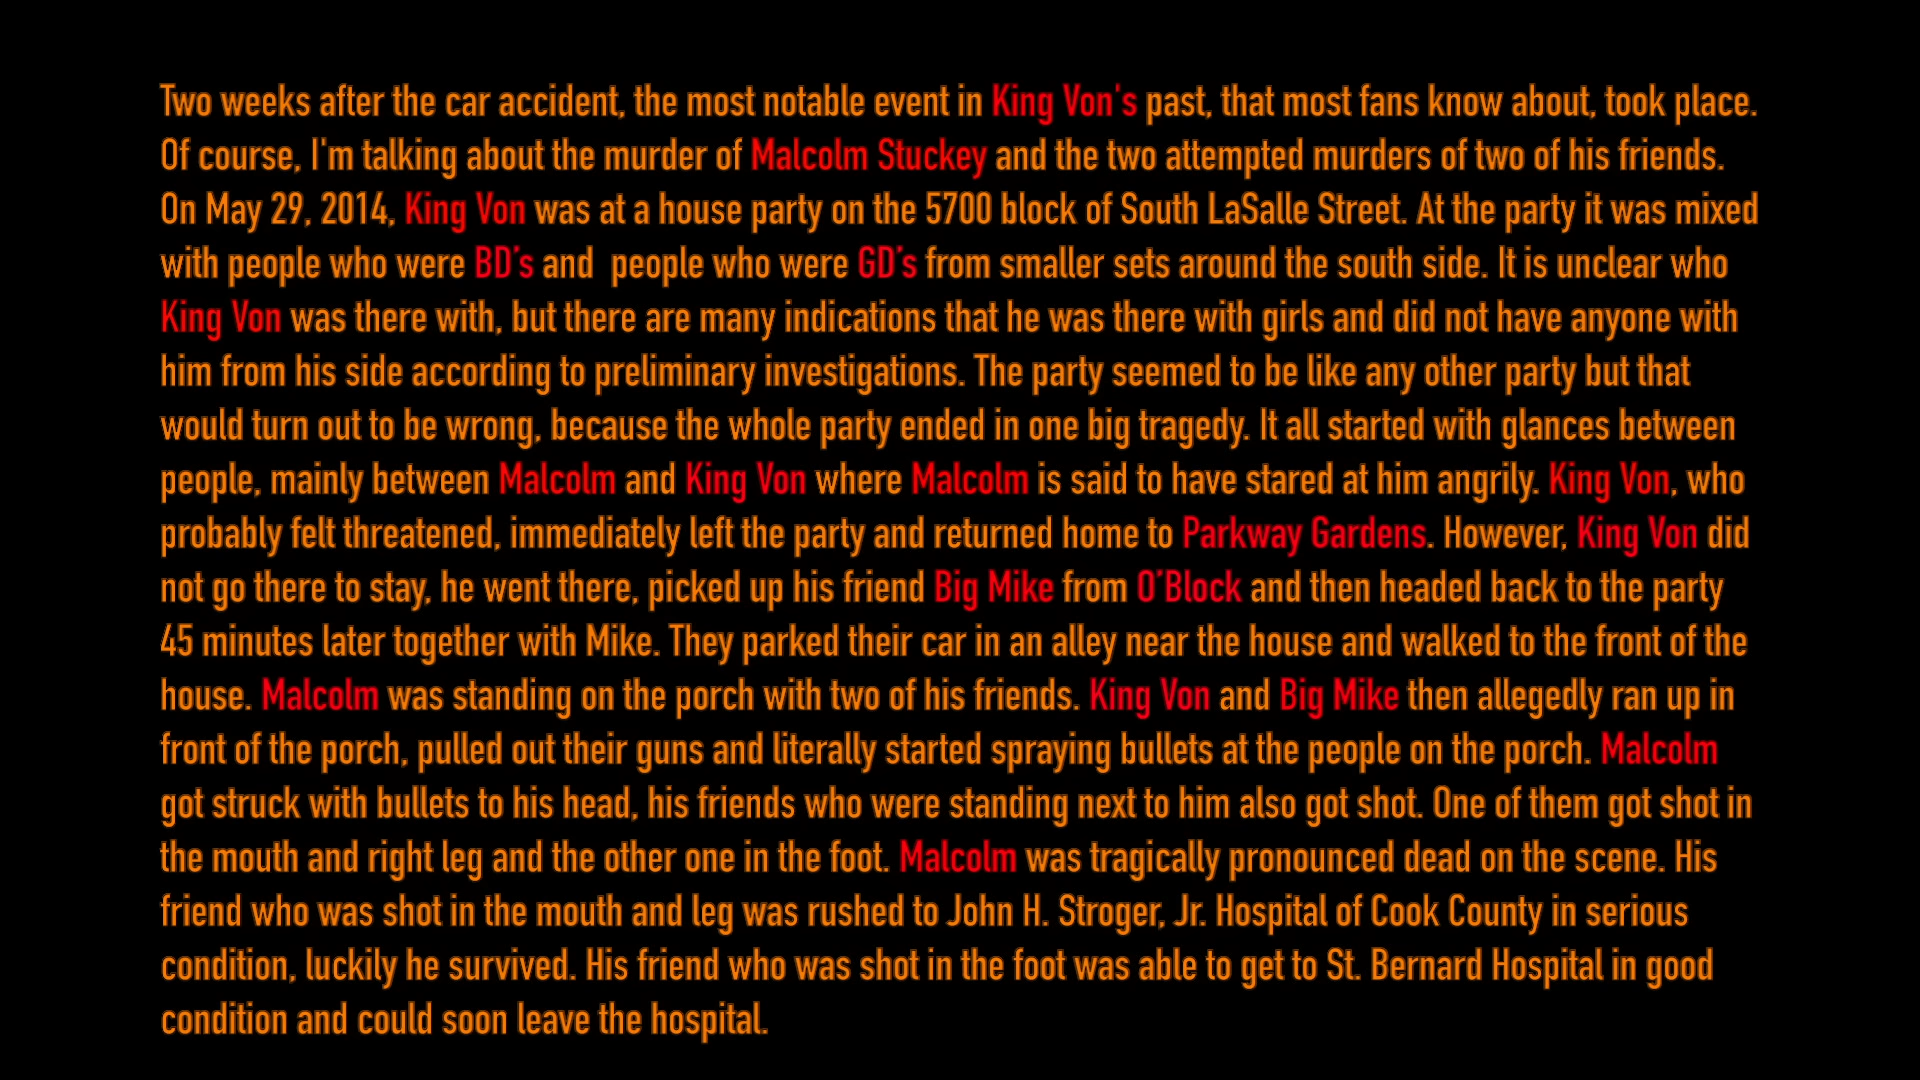 Two weeks after the car accident, the most notable event in King Von's past, that most fans know about, took place.
Of course, I'm talking about the murder of Malcolm Stuckey and the two attempted murders of two of his friends.
On May 29, 2014, King Von was at a house party on the 5700 block of South LaSalle Street. At the party it was mixed
with people who were BD's and  people who were GD's from smaller sets around the south side. It is unclear who
King Von was there with, but there are many indications that he was there with girls and did not have anyone with
him from his side according to preliminary investigations. The party seemed to be like any other party but that
would turn out to be wrong, because the whole party ended in one big tragedy. It all started with glances between
people, mainly between Malcolm and King Von where Malcolm is said to have stared at him angrily. King Von, who
probably felt threatened, immediately left the party and returned home to Parkway Gardens. However, King Von did
not go there to stay, he went there, picked up his friend Big Mike from O'Block and then headed back to the party
45 minutes later together with Mike. They parked their car in an alley near the house and walked to the front of the
house. Malcolm was standing on the porch with two of his friends. King Von and Big Mike then allegedly ran up in
front of the porch, pulled out their guns and literally started spraying bullets at the people on the porch. Malcolm
got struck with bullets to his head, his friends who were standing next to him also got shot. One of them got shot in
the mouth and right leg and the other one in the foot. Malcolm was tragically pronounced dead on the scene. His
friend who was shot in the mouth and leg was rushed to John H. Stroger, Jr. Hospital of Cook County in serious
condition, luckily he survived. His friend who was shot in the foot was able to get to St. Bernard Hospital in good
condition and could soon leave the hospital.